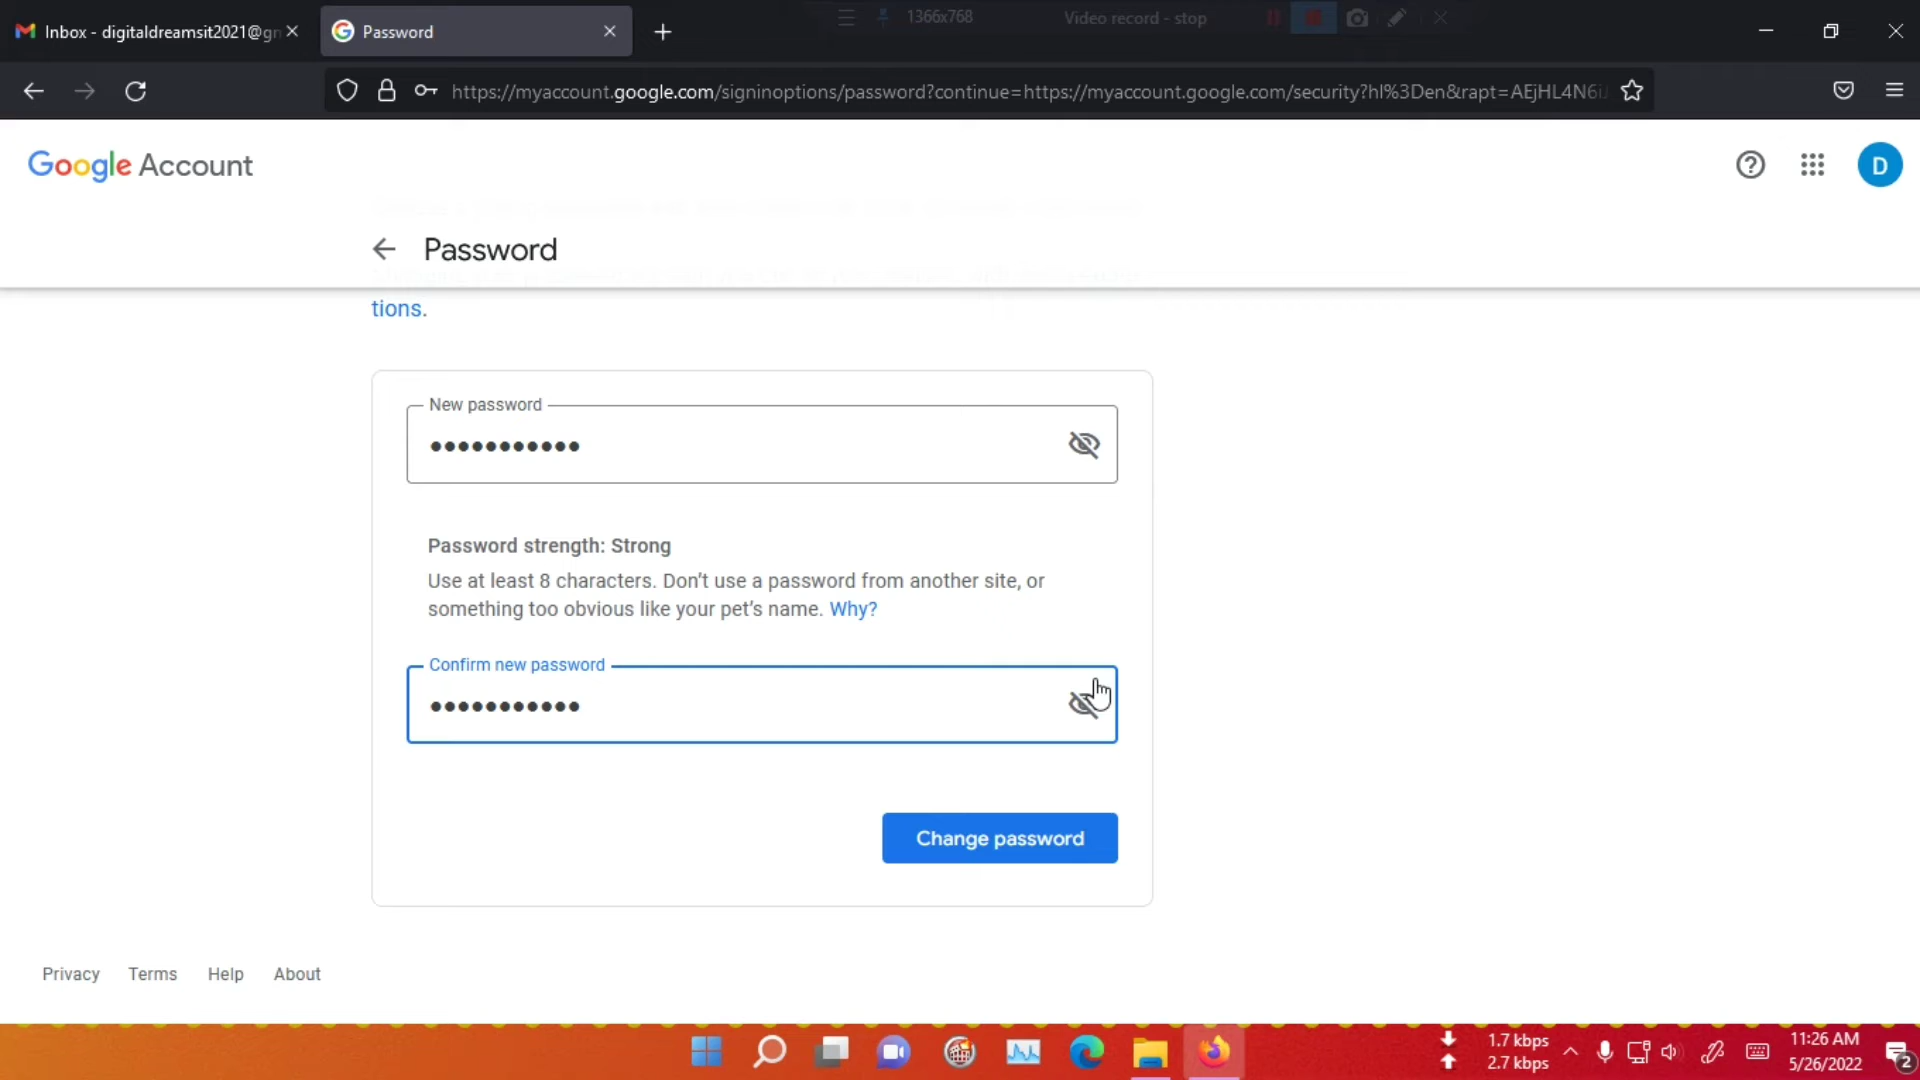 Inbox - digitaldreamsit2021@gm
Password
1366x768
Video record - stop
https://myaccount.google.com/signinoptions/password?continue=https://myaccount.google.com/security?hl%3Den&rapt=AEjHL4N6i
Google Account
D
Password
tions.
New password
●●●●●●●●●●●
Password strength: Strong
Use at least 8 characters. Don't use a password from another site, or
something too obvious like your pet's name. Why?
Confirm new password
●●●●●●●●●●●
Change password
Privacy Terms Help About
1.7 kbps
2.7 kbps
11:26 AM
5/26/2022
2